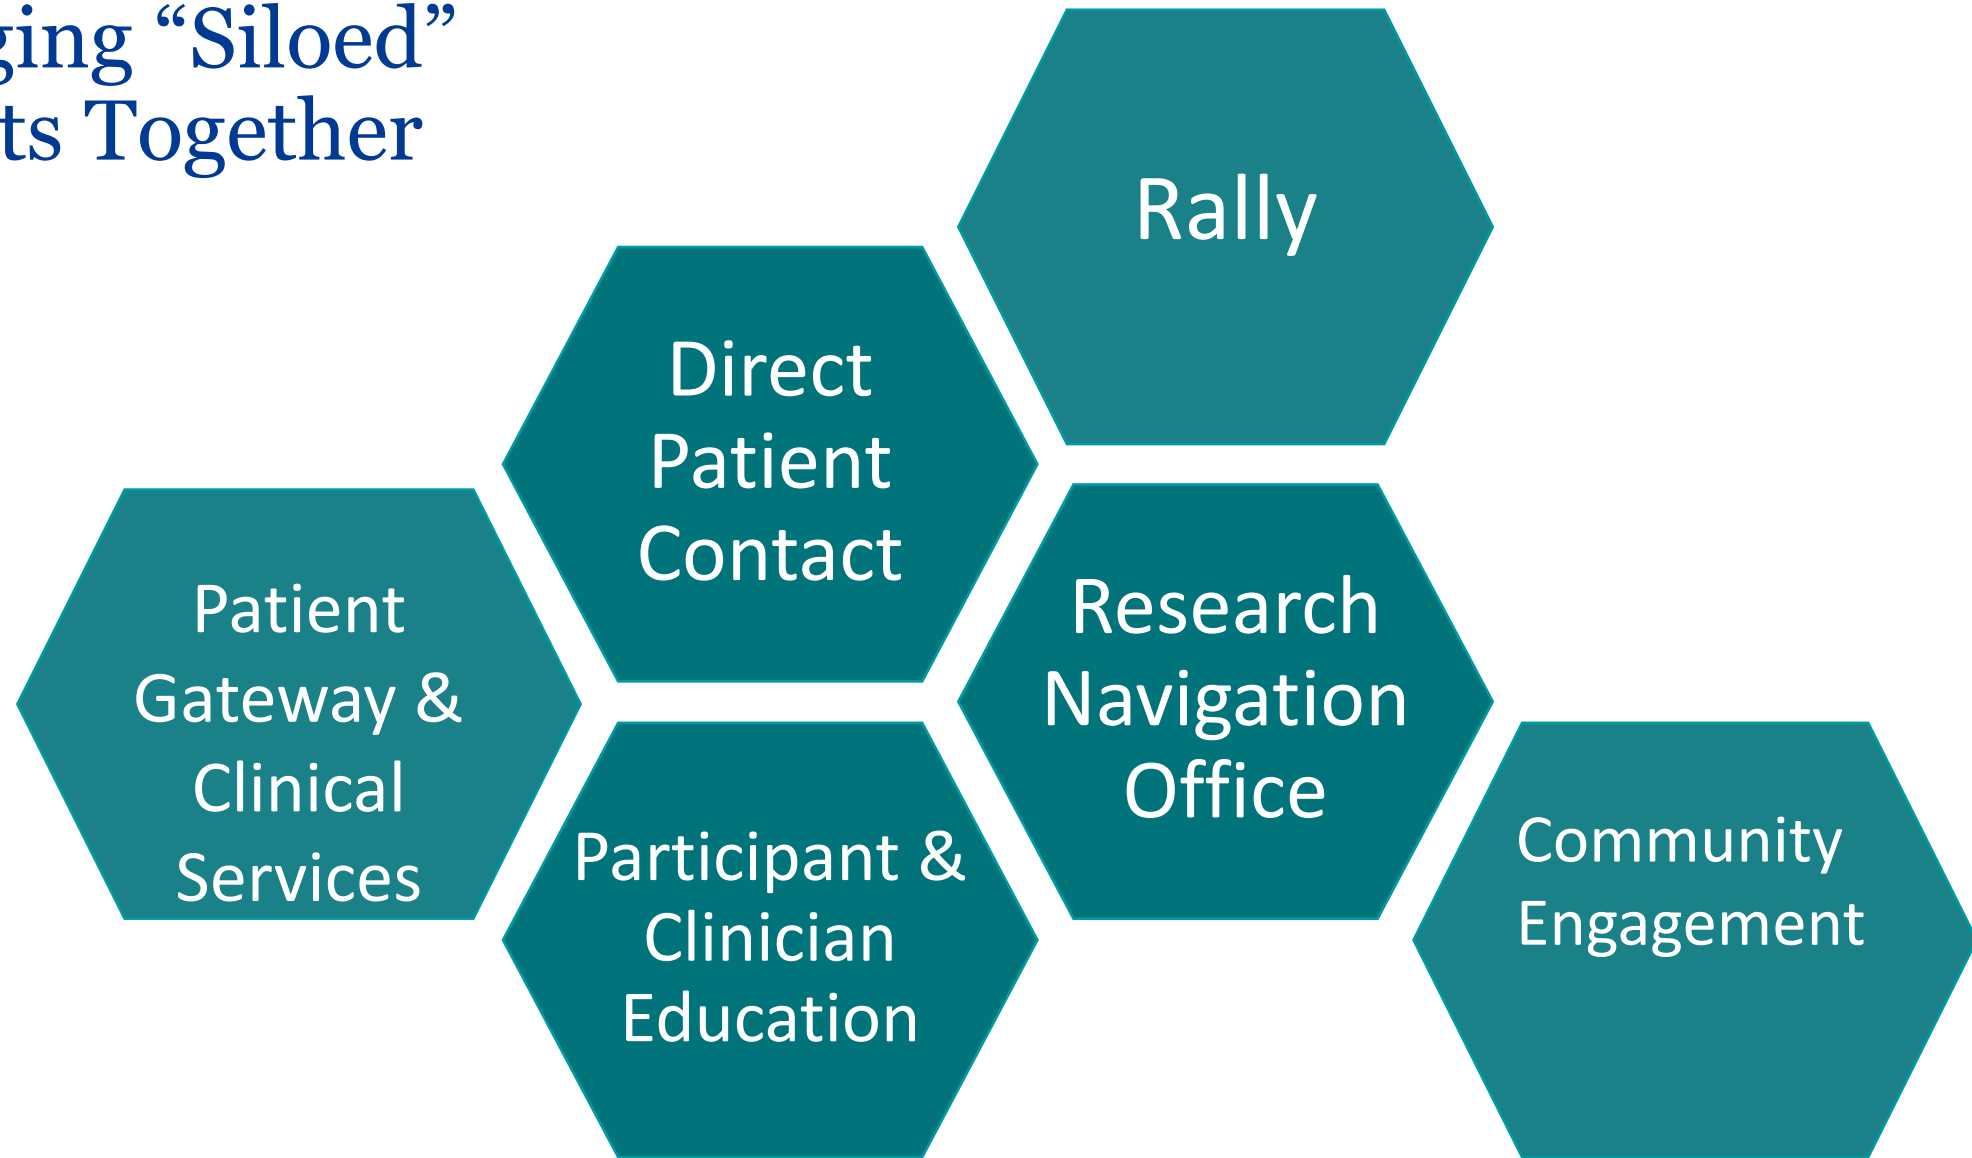 ging “Siloed”
ts Together
Rally
Direct
Patient
Contact
Patient
Gateway &
Clinical
Services
Research
Navigation
Office
Participant &
Clinician
Education
Community
Engagement